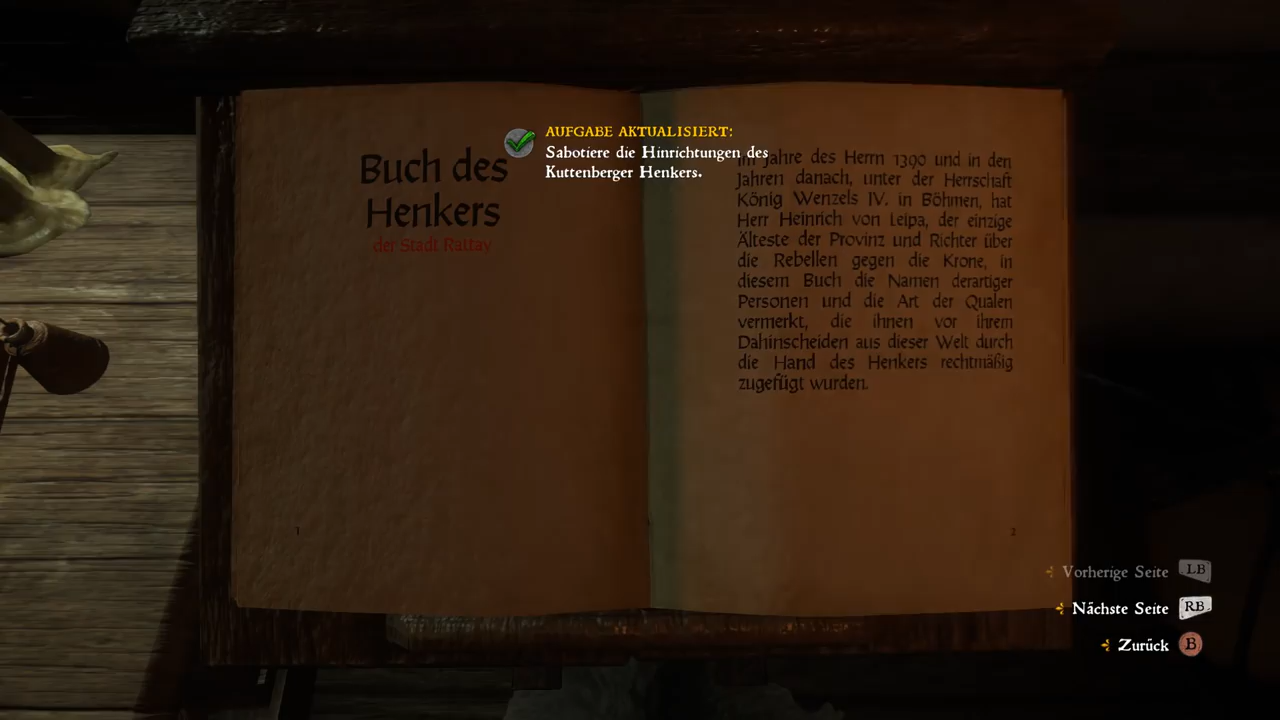 Buch des
Henkers
der Stadt Rattay
AUFGABE AKTUALISIERT:
Sabotiere die Hinrichtungen des
Kuttenberger Henkers.
Im Jahre des Herrn 1390 und in den
Jahren danach, unter der Herrschaft
König Wenzels IV. in Böhmen, hat
Herr Heinrich von Leipa, der einzige
Älteste der Provinz und Richter über
die Rebellen gegen die Krone, in
diesem Buch die Namen derartiger
Personen und die Art der Qualen
vermerkt, die ihnen vor ihrem
Dahinscheiden aus dieser Welt durch
die Hand des Henkers rechtmäßig
zugefügt wurden.
1
2
Vorherige Seite LB
Nächste Seite RB
Zurück B